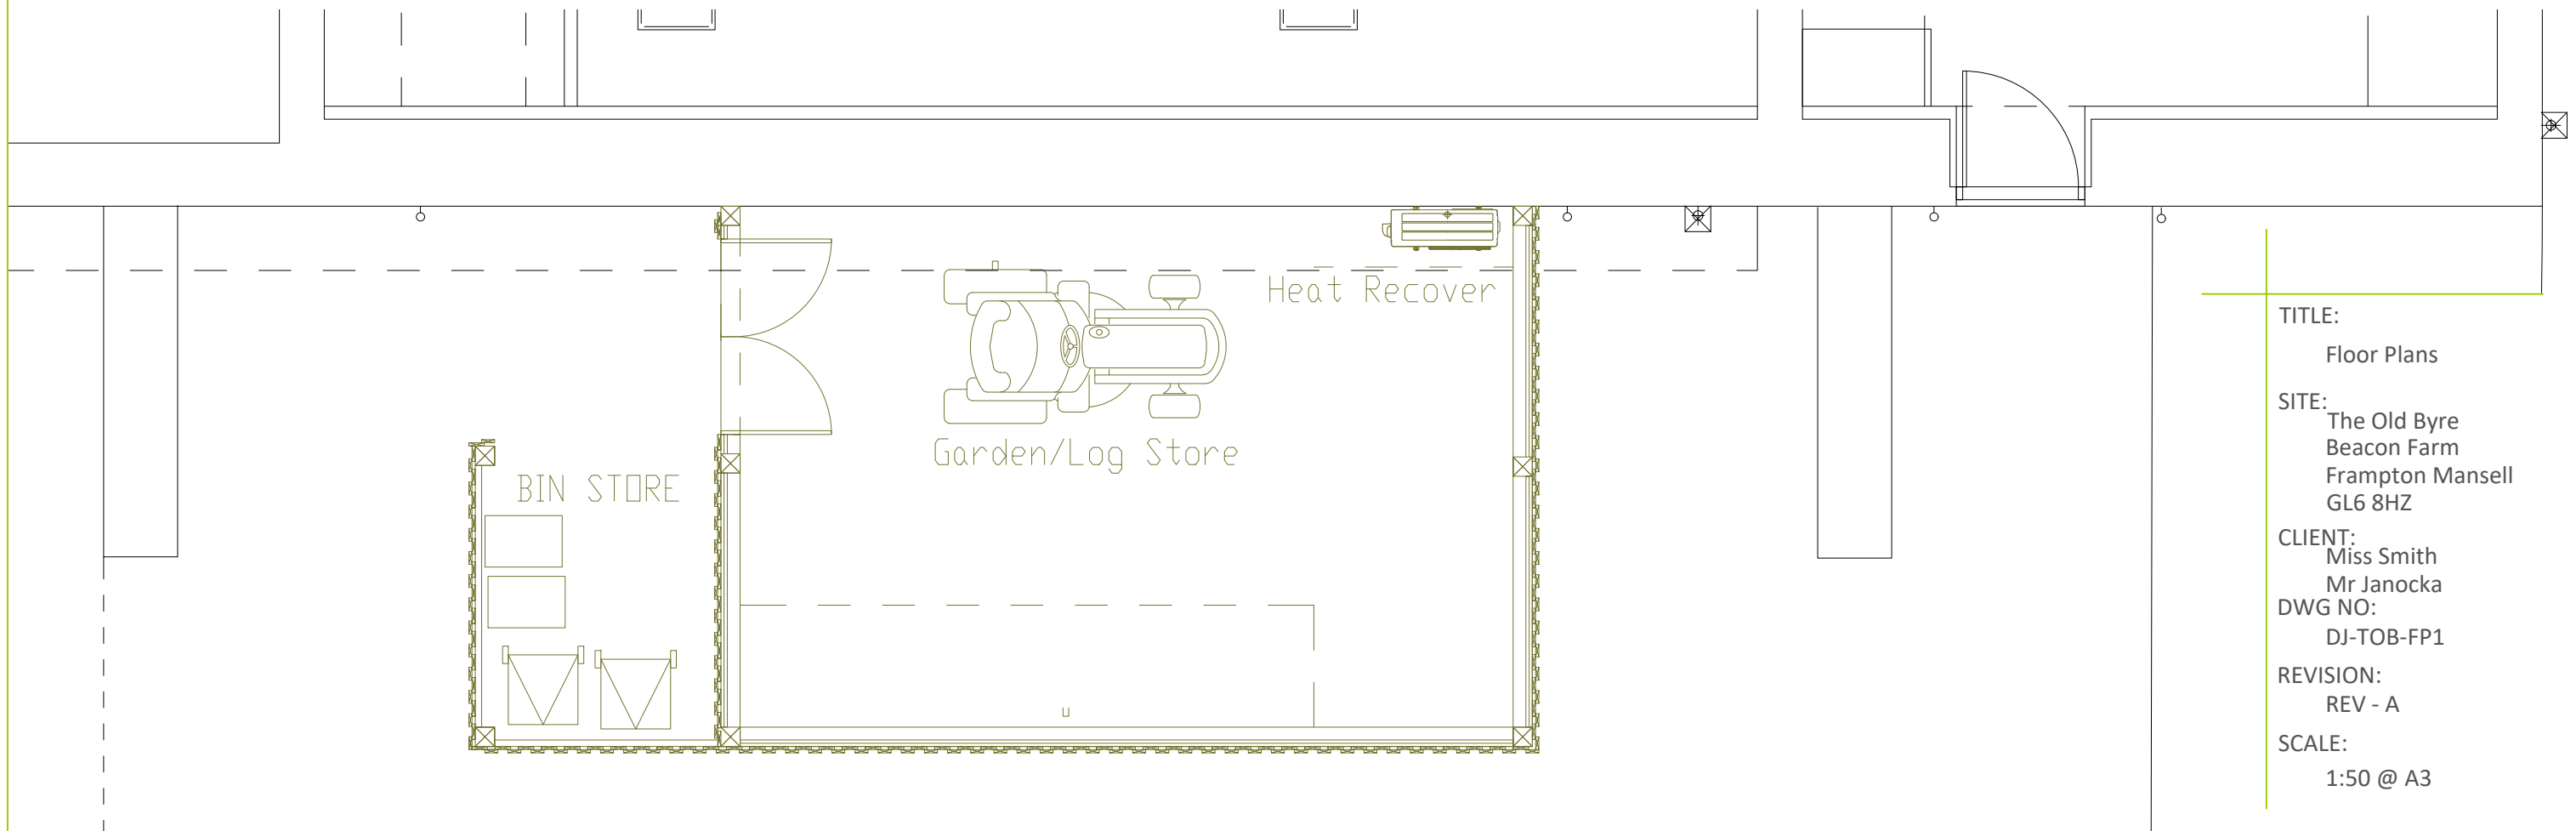 Heat Recover
Garden/Log Store
BIN STORE
TITLE:
Floor Plans
SITE:
The Old Byre
Beacon Farm
Frampton Mansell
GL6 8HZ
CLIENT:
Miss Smith
Mr Janocka
DWG NO:
DJ-TOB-FP1
REVISION:
REV - A
SCALE:
1:50 @ A3